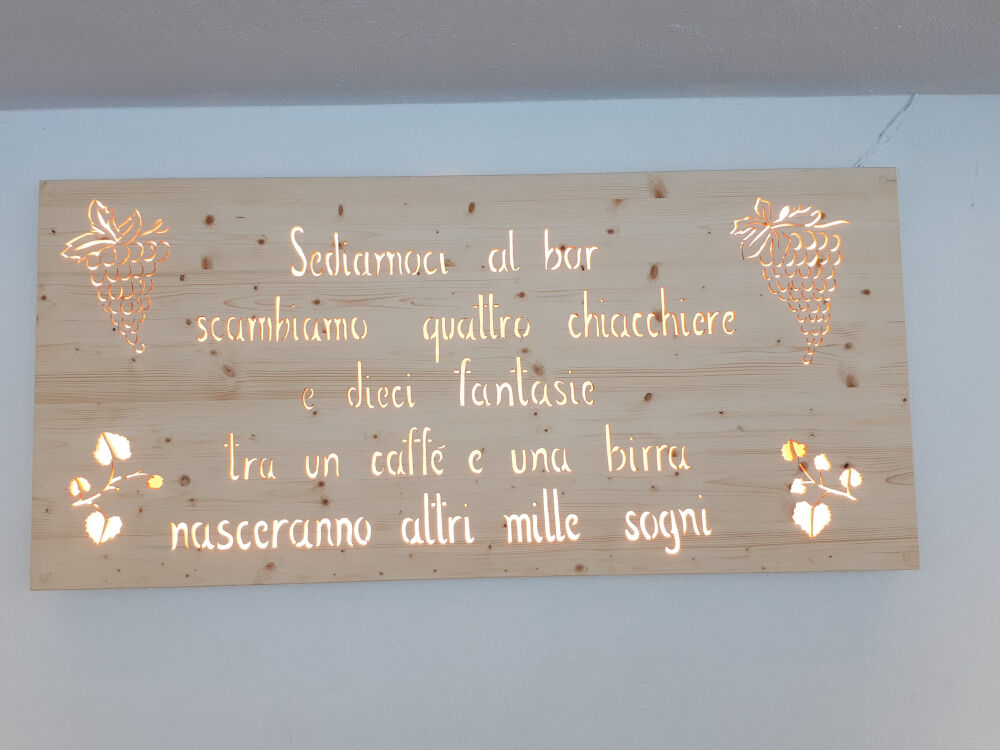 Sediamoci al bar
scambiamo quattro chiacchiere
e dieci fantasie
tra un caffé e una birra
nasceranno altri mille sogni